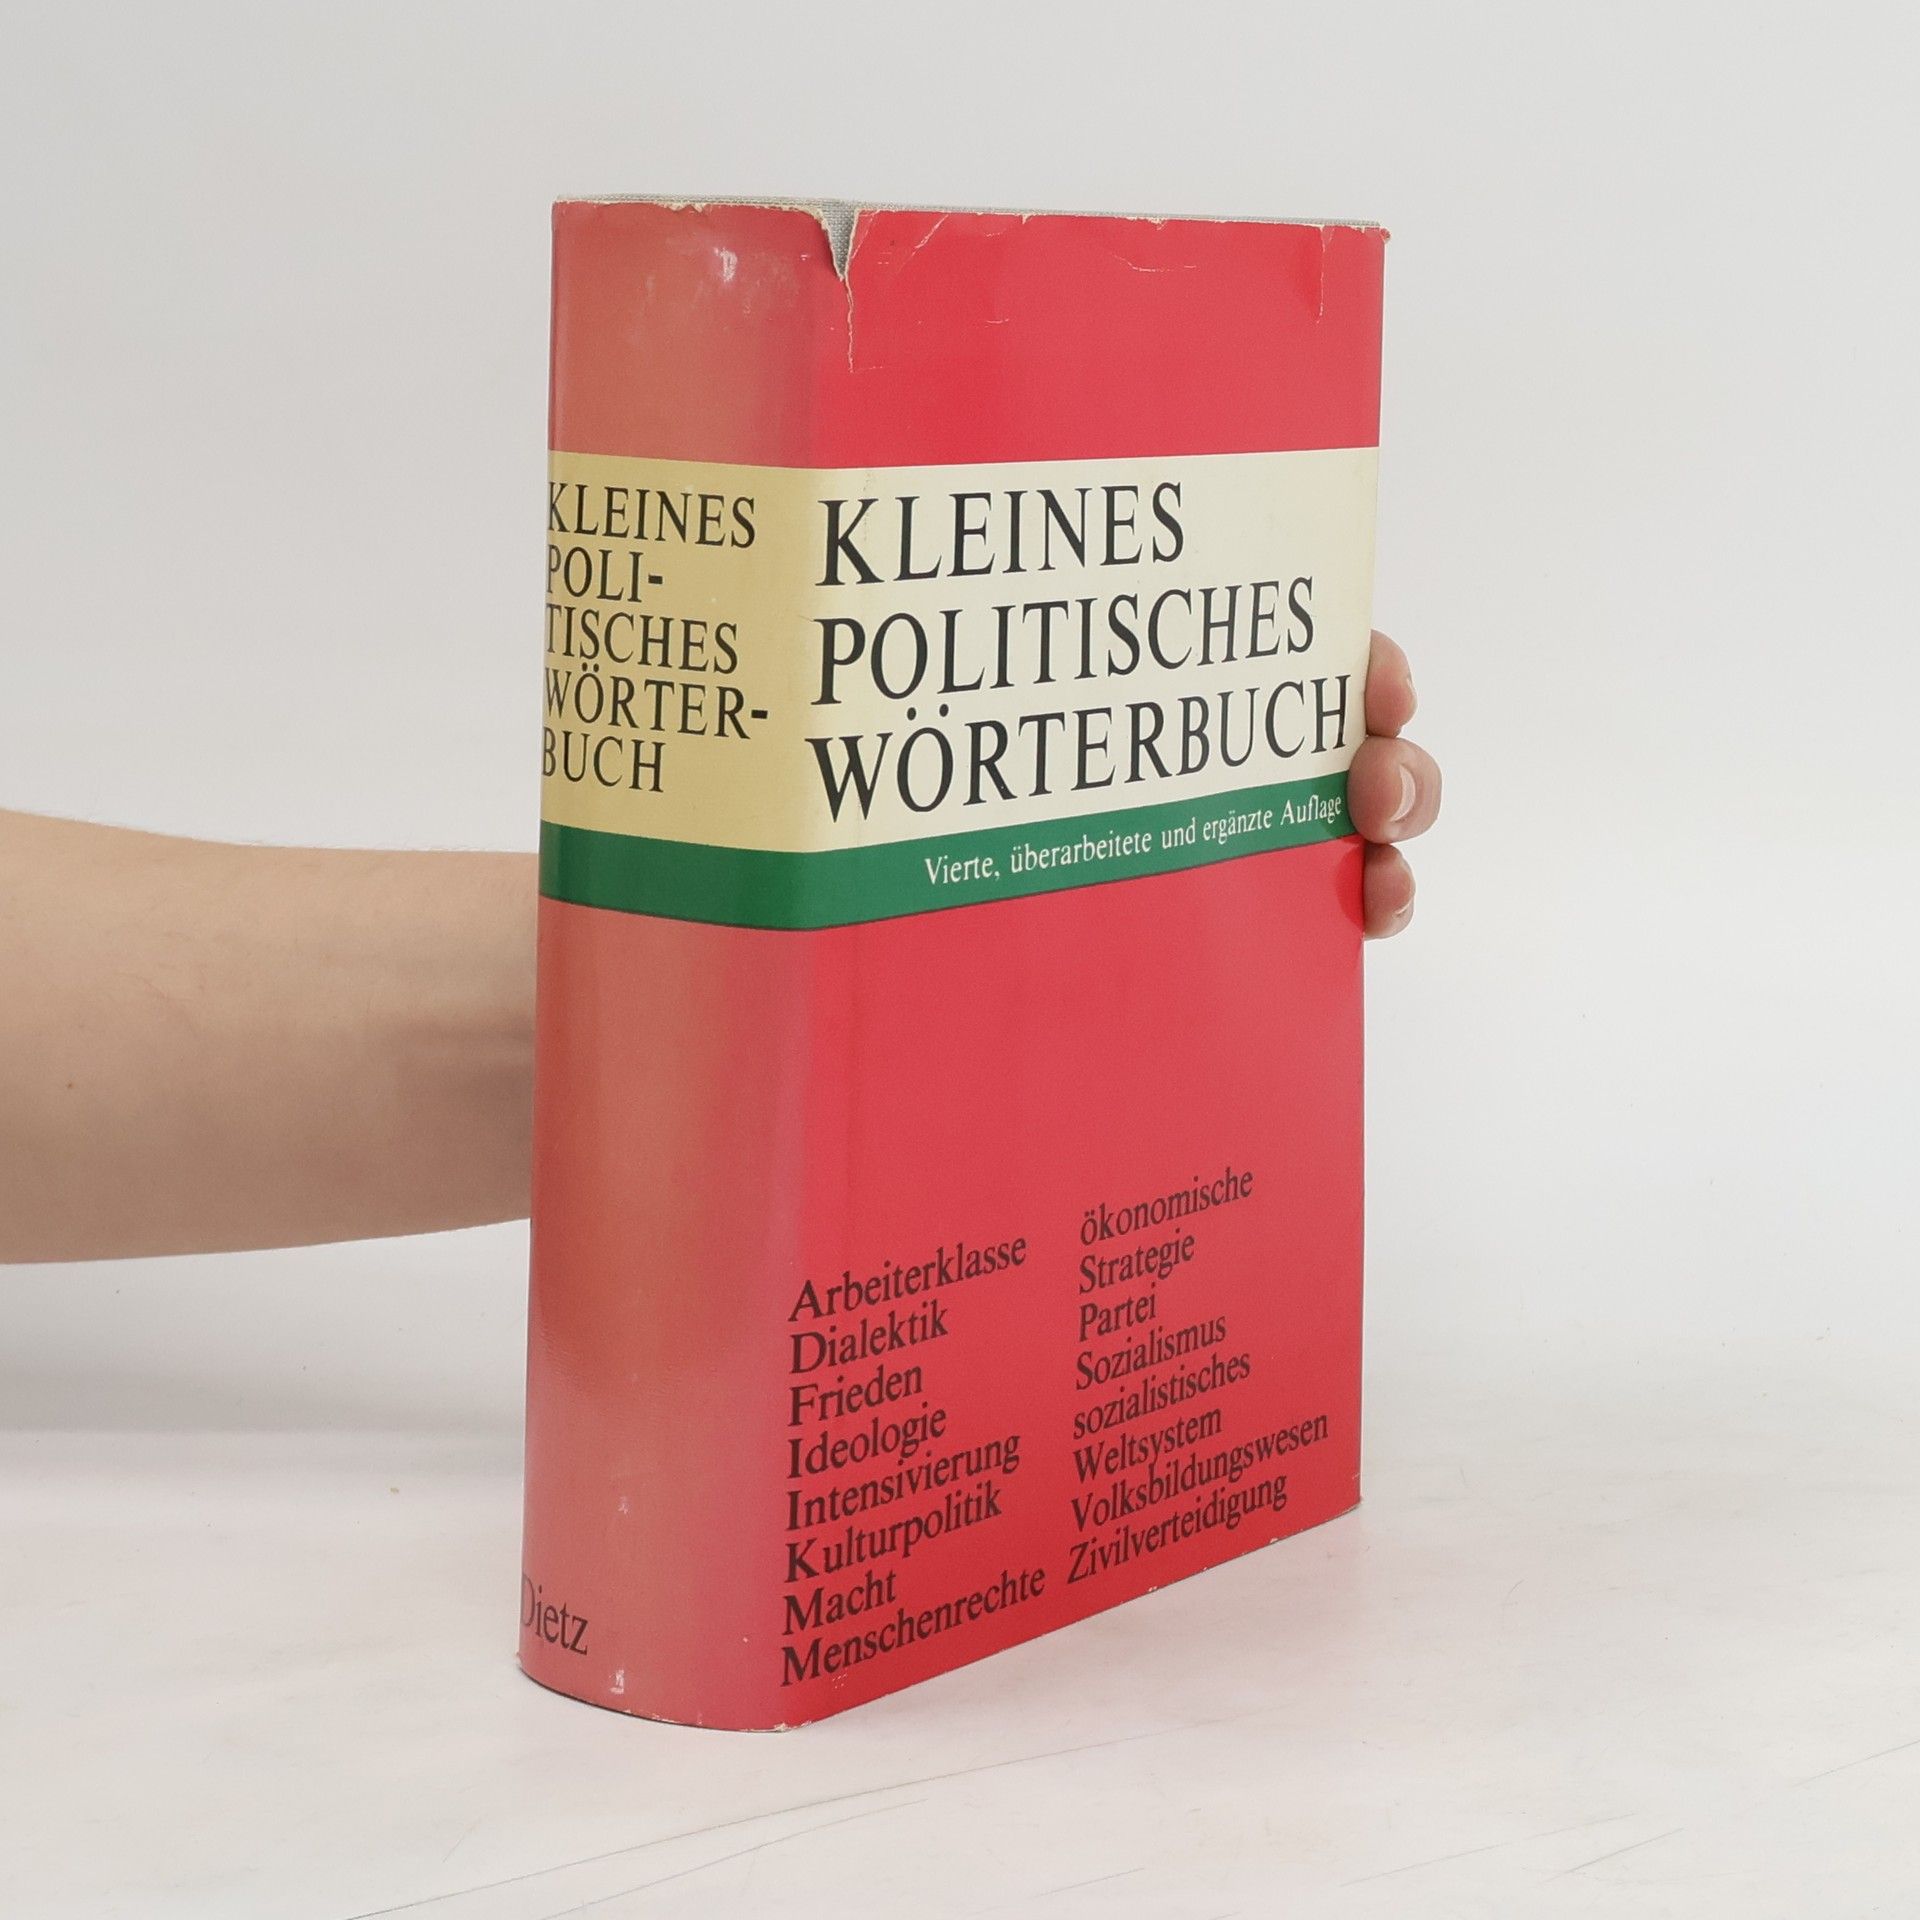 KLEINES
POLI-
TISCHES
WÖRTER-
BUCH
Dietz
KLEINES
POLITISCHES
WÖRTERBUCH
Vierte, überarbeitete und ergänzte Auflage
Arbeiterklasse
Dialektik
Frieden
Ideologie
Intensivierung
Kulturpolitik
Macht
Menschenrechte
ökonomische
Strategie
Partei
Sozialismus
sozialistisches
Weltsystem
Volksbildungswesen
Zivilverteidigung